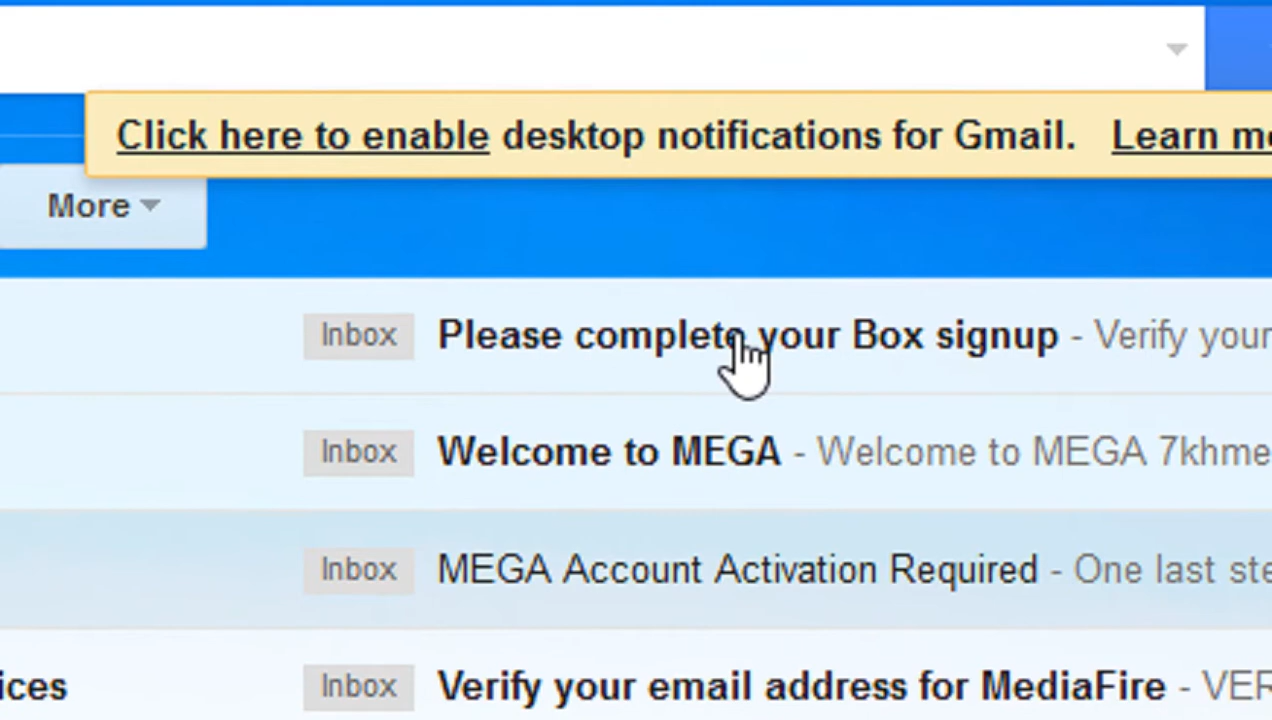 Click here to enable desktop notifications for Gmail. Learn
More
Inbox Please complete your Box signup - Verify your
Inbox Welcome to MEGA - Welcome to MEGA 7khme
Inbox MEGA Account Activation Required - One last
ices Inbox Verify your email address for MediaFire -